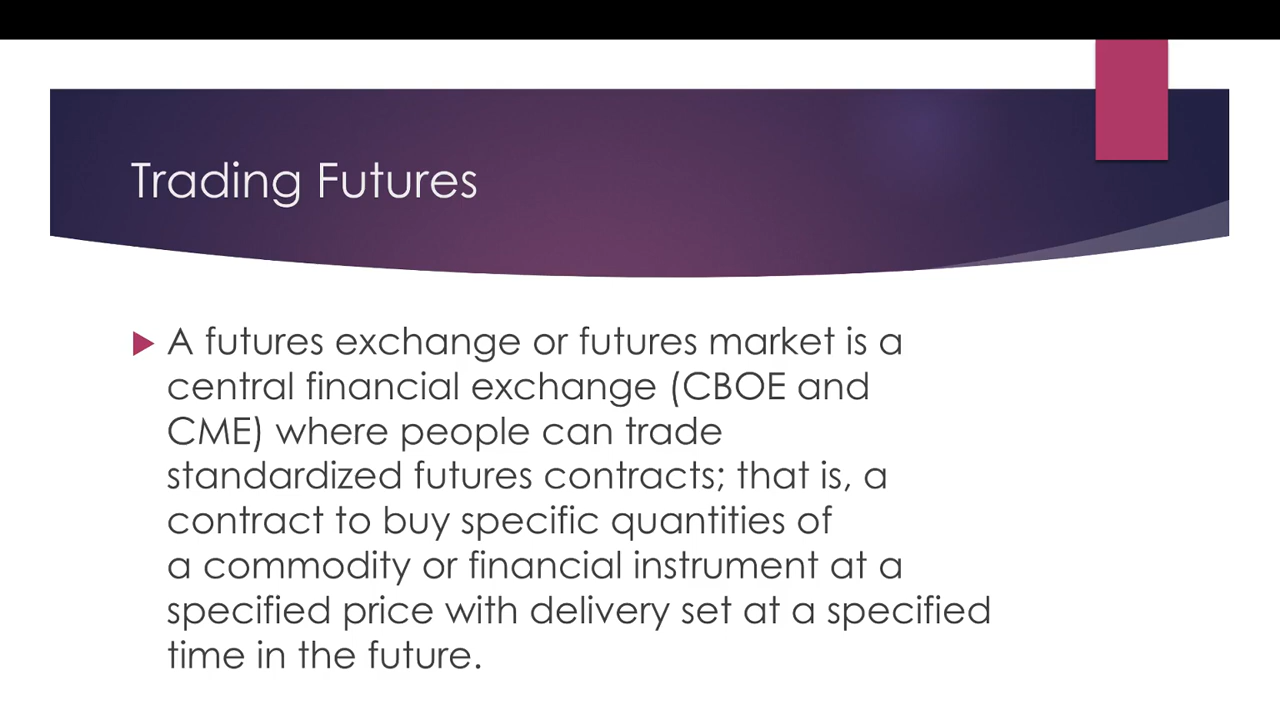 Trading Futures
A futures exchange or futures market is a
central financial exchange (CBOE and
CME) where people can trade
standardized futures contracts; that is, a
contract to buy specific quantities of
a commodity or financial instrument at a
specified price with delivery set at a specified
time in the future.